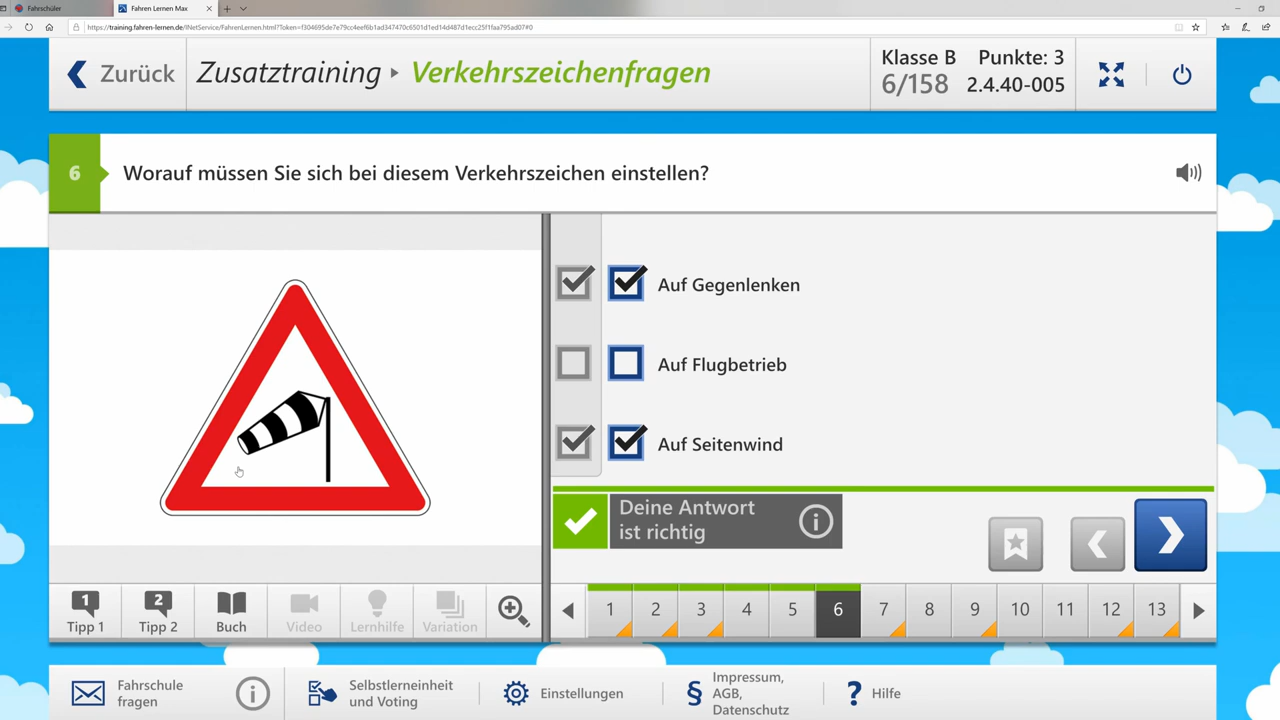 Fahrschüler
Fahren Lernen Max
https://training.fahren-lernen.de/INetService/FahrenLernen.html?Token=f304695de7e79cc4eef6b1ad347470c6501d1ed14d487d1ecc25f1faa795ad07#0
Zurück
Zusatztraining
Verkehrszeichenfragen
Klasse B
Punkte: 3
6/158
2.4.40-005
6
Worauf müssen Sie sich bei diesem Verkehrszeichen einstellen?
Auf Gegenlenken
Auf Flugbetrieb
Auf Seitenwind
Deine Antwort
ist richtig
1
Tipp 1
2
Tipp 2
Buch
Video
Lernhilfe
Variation
1 2 3 4 5 6 7 8 9 10 11 12 13
Fahrschule
fragen
Selbstlerneinheit
und Voting
Einstellungen
§
Impressum,
AGB,
Datenschutz
?
Hilfe